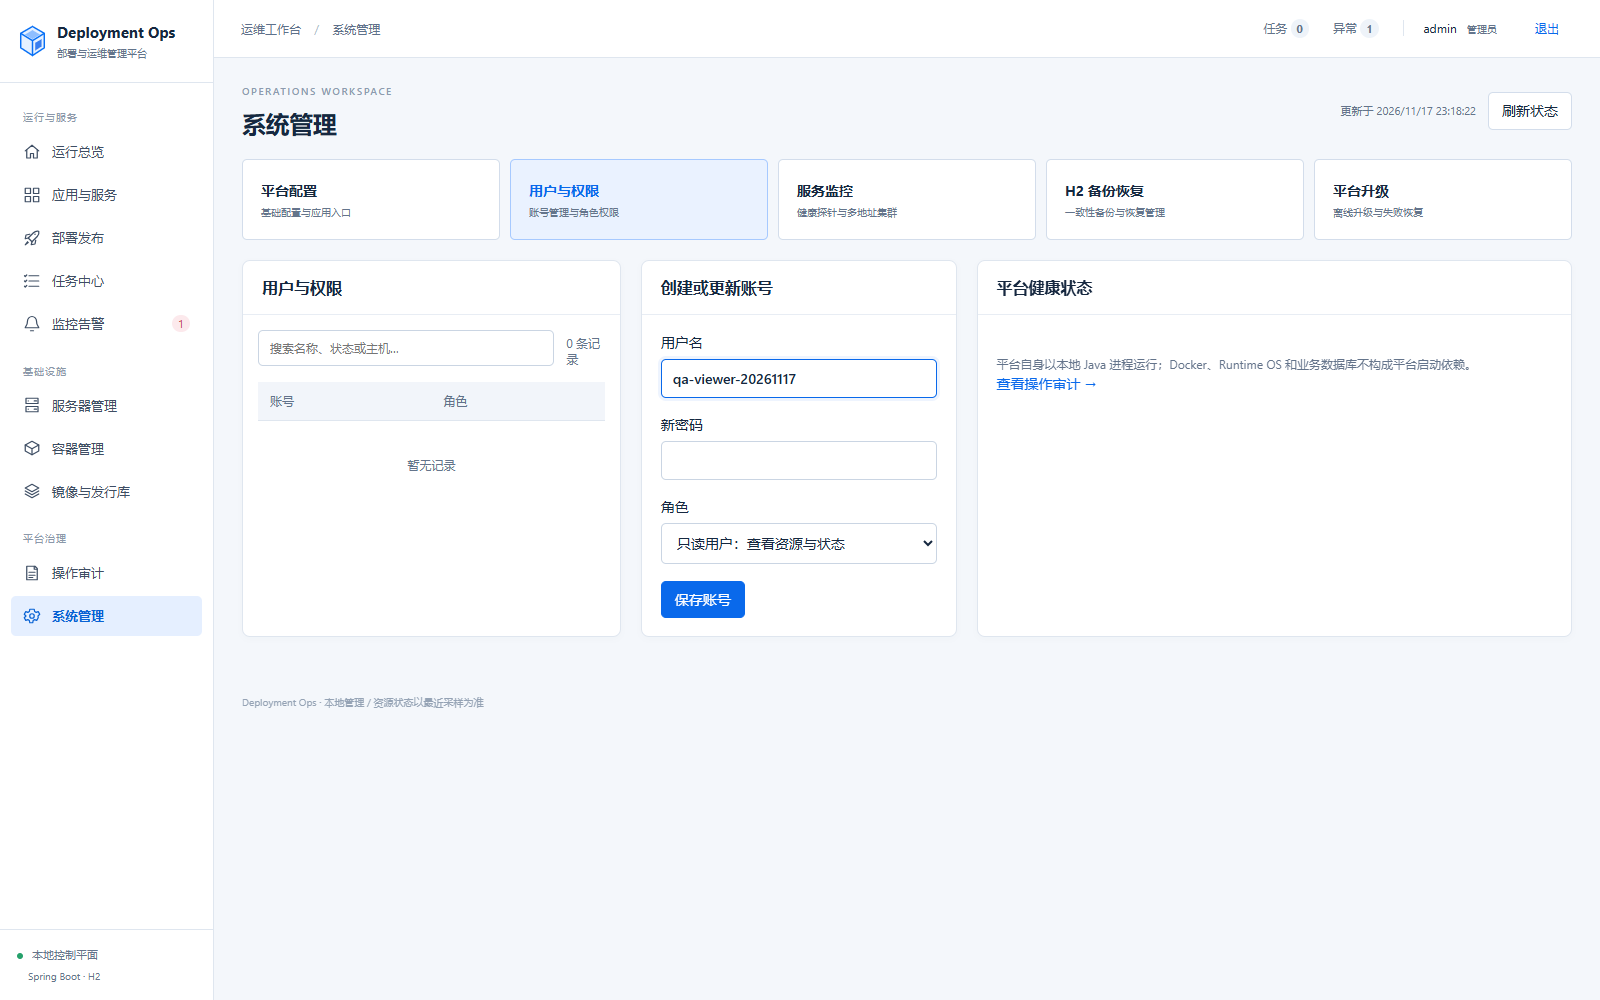 Deployment Ops
部署与运维管理平台
运行与服务
运行总览
应用与服务
部署发布
任务中心
监控告警
1
基础设施
服务器管理
容器管理
镜像与发行库
平台治理
操作审计
系统管理
本地控制平面
Spring Boot · H2
运维工作台 / 系统管理
任务 0
异常 1
admin 管理员
退出
OPERATIONS WORKSPACE
系统管理
更新于 2026/11/17 23:18:22
刷新状态
平台配置
基础配置与应用入口
用户与权限
账号管理与角色权限
服务监控
健康探针与多地址集群
H2 备份恢复
一致性备份与恢复管理
平台升级
离线升级与失败恢复
用户与权限
搜索名称、状态或主机...
0 条记
录
账号 角色
暂无记录
创建或更新账号
用户名
qa-viewer-20261117
新密码
角色
只读用户：查看资源与状态
保存账号
平台健康状态
平台自身以本地 Java 进程运行；Docker、Runtime OS 和业务数据库不构成平台启动依赖。
查看操作审计 →
Deployment Ops · 本地管理 / 资源状态以最近采样为准